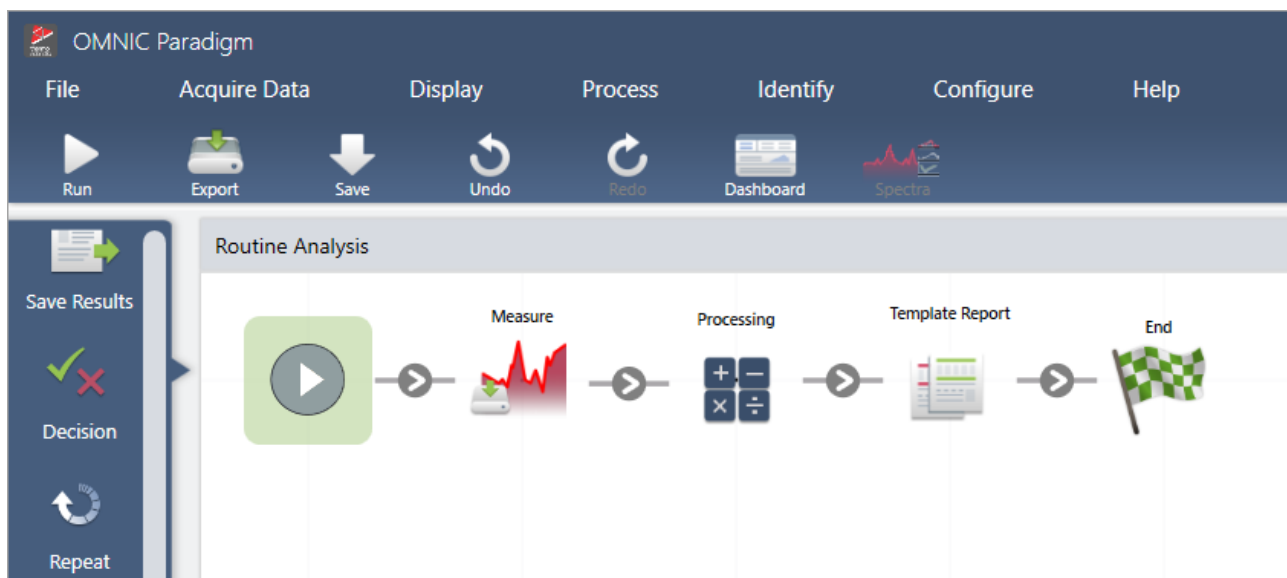 OMNIC Paradigm
File Acquire Data Display Process Identify Configure Help
Run Export Save Undo Redo Dashboard Spectra
Save Results
Decision
Repeat
Routine Analysis
Measure Processing Template Report End